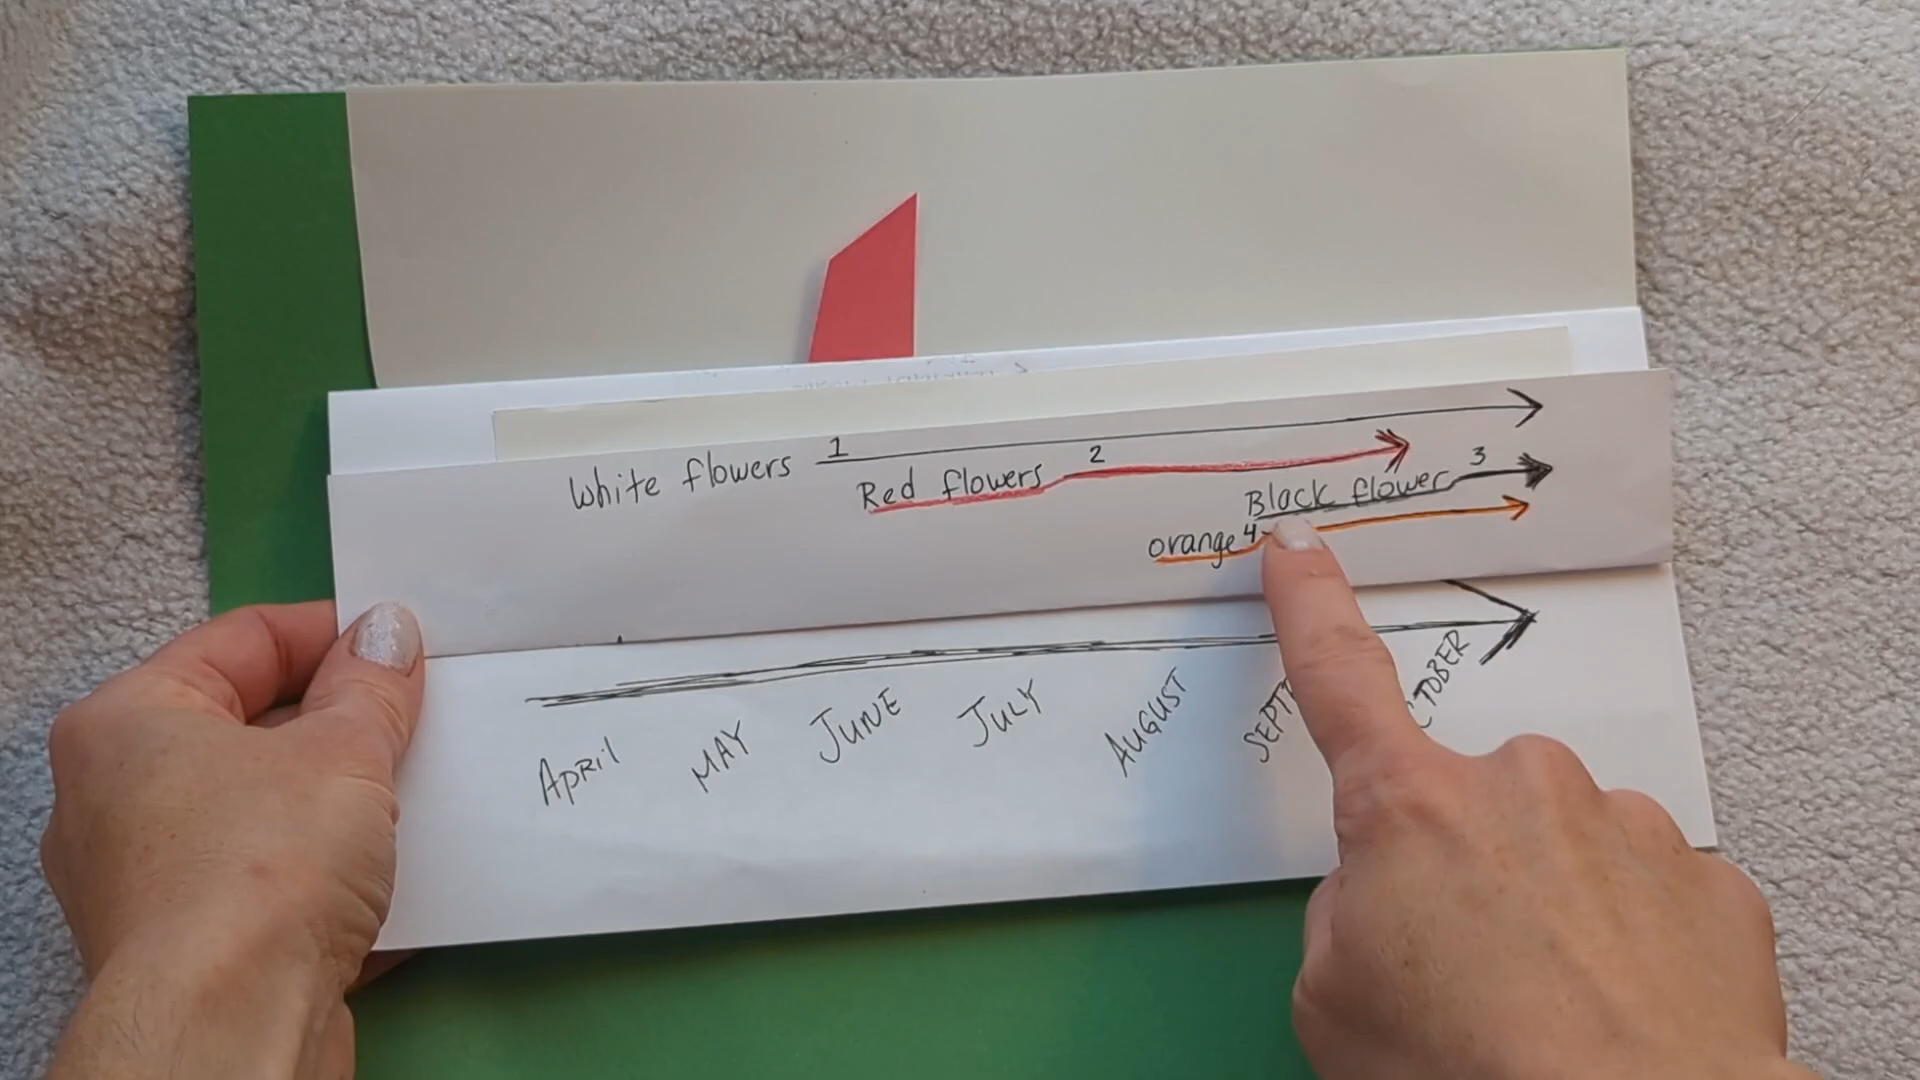 White flowers 1
Red flowers 2
Black flower 3
orange 4
APRIL MAY JUNE JULY AUGUST